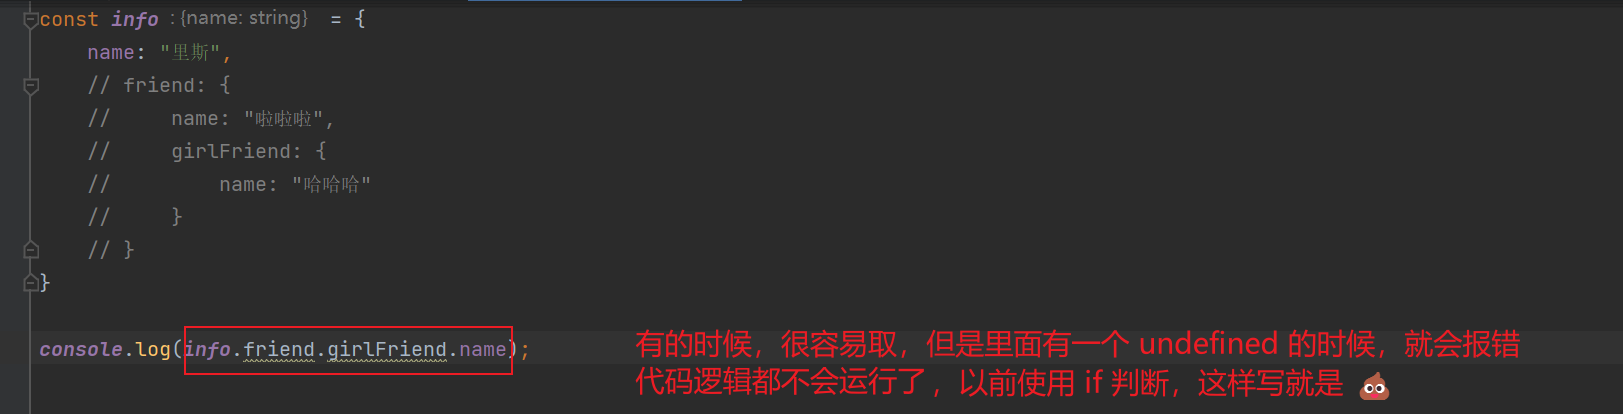 const info : {name: string} = {
name: "里斯",
// friend: {
// name: "啦啦啦",
// girlFriend: {
// name: "哈哈哈"
// }
// }
}
console.log(info.friend.girlFriend.name);
有的时候，很容易取，但是里面有一个 undefined 的时候，就会报错
代码逻辑都不会运行了，以前使用 if 判断，这样写就是 💩